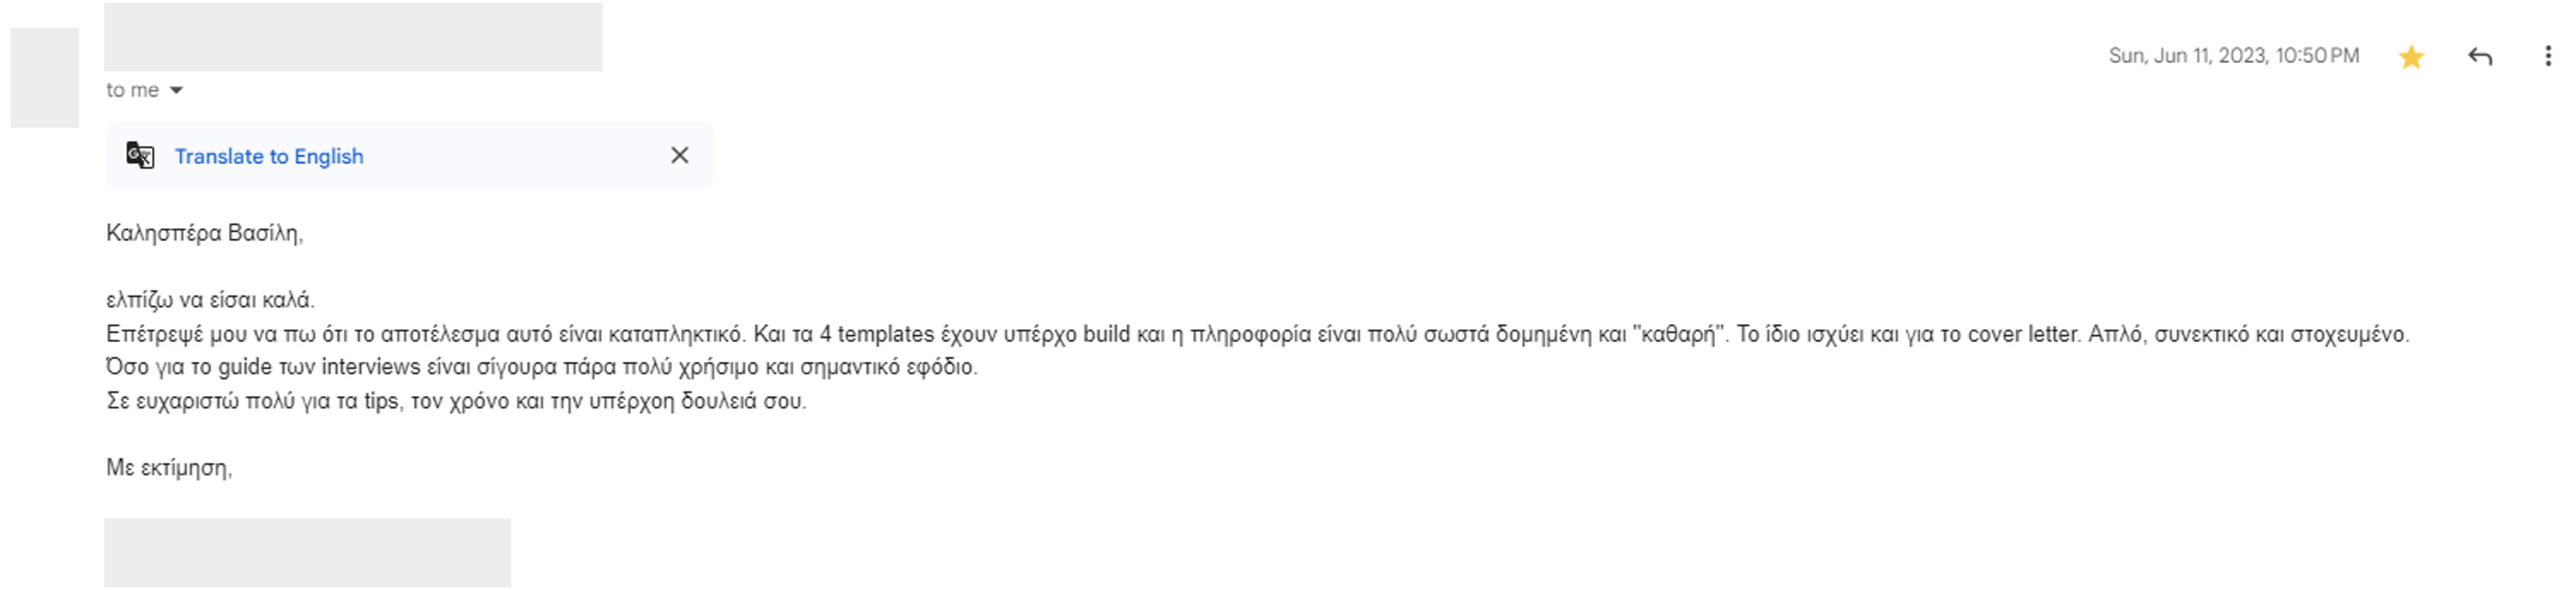 Sun, Jun 11, 2023, 10:50 PM
to me
Translate to English
Καλησπέρα Βασίλη,
ελπίζω να είσαι καλά.
Επέτρεψέ μου να πω ότι το αποτέλεσμα αυτό είναι καταπληκτικό. Και τα 4 templates έχουν υπέρχο build και η πληροφορία είναι πολύ σωστά δομημένη και "καθαρή". Το ίδιο ισχύει και για το cover letter. Απλό, συνεκτικό και στοχευμένο.
Όσο για το guide των interviews είναι σίγουρα πάρα πολύ χρήσιμο και σημαντικό εφόδιο.
Σε ευχαριστώ πολύ για τα tips, τον χρόνο και την υπέρχοη δουλειά σου.
Με εκτίμηση,